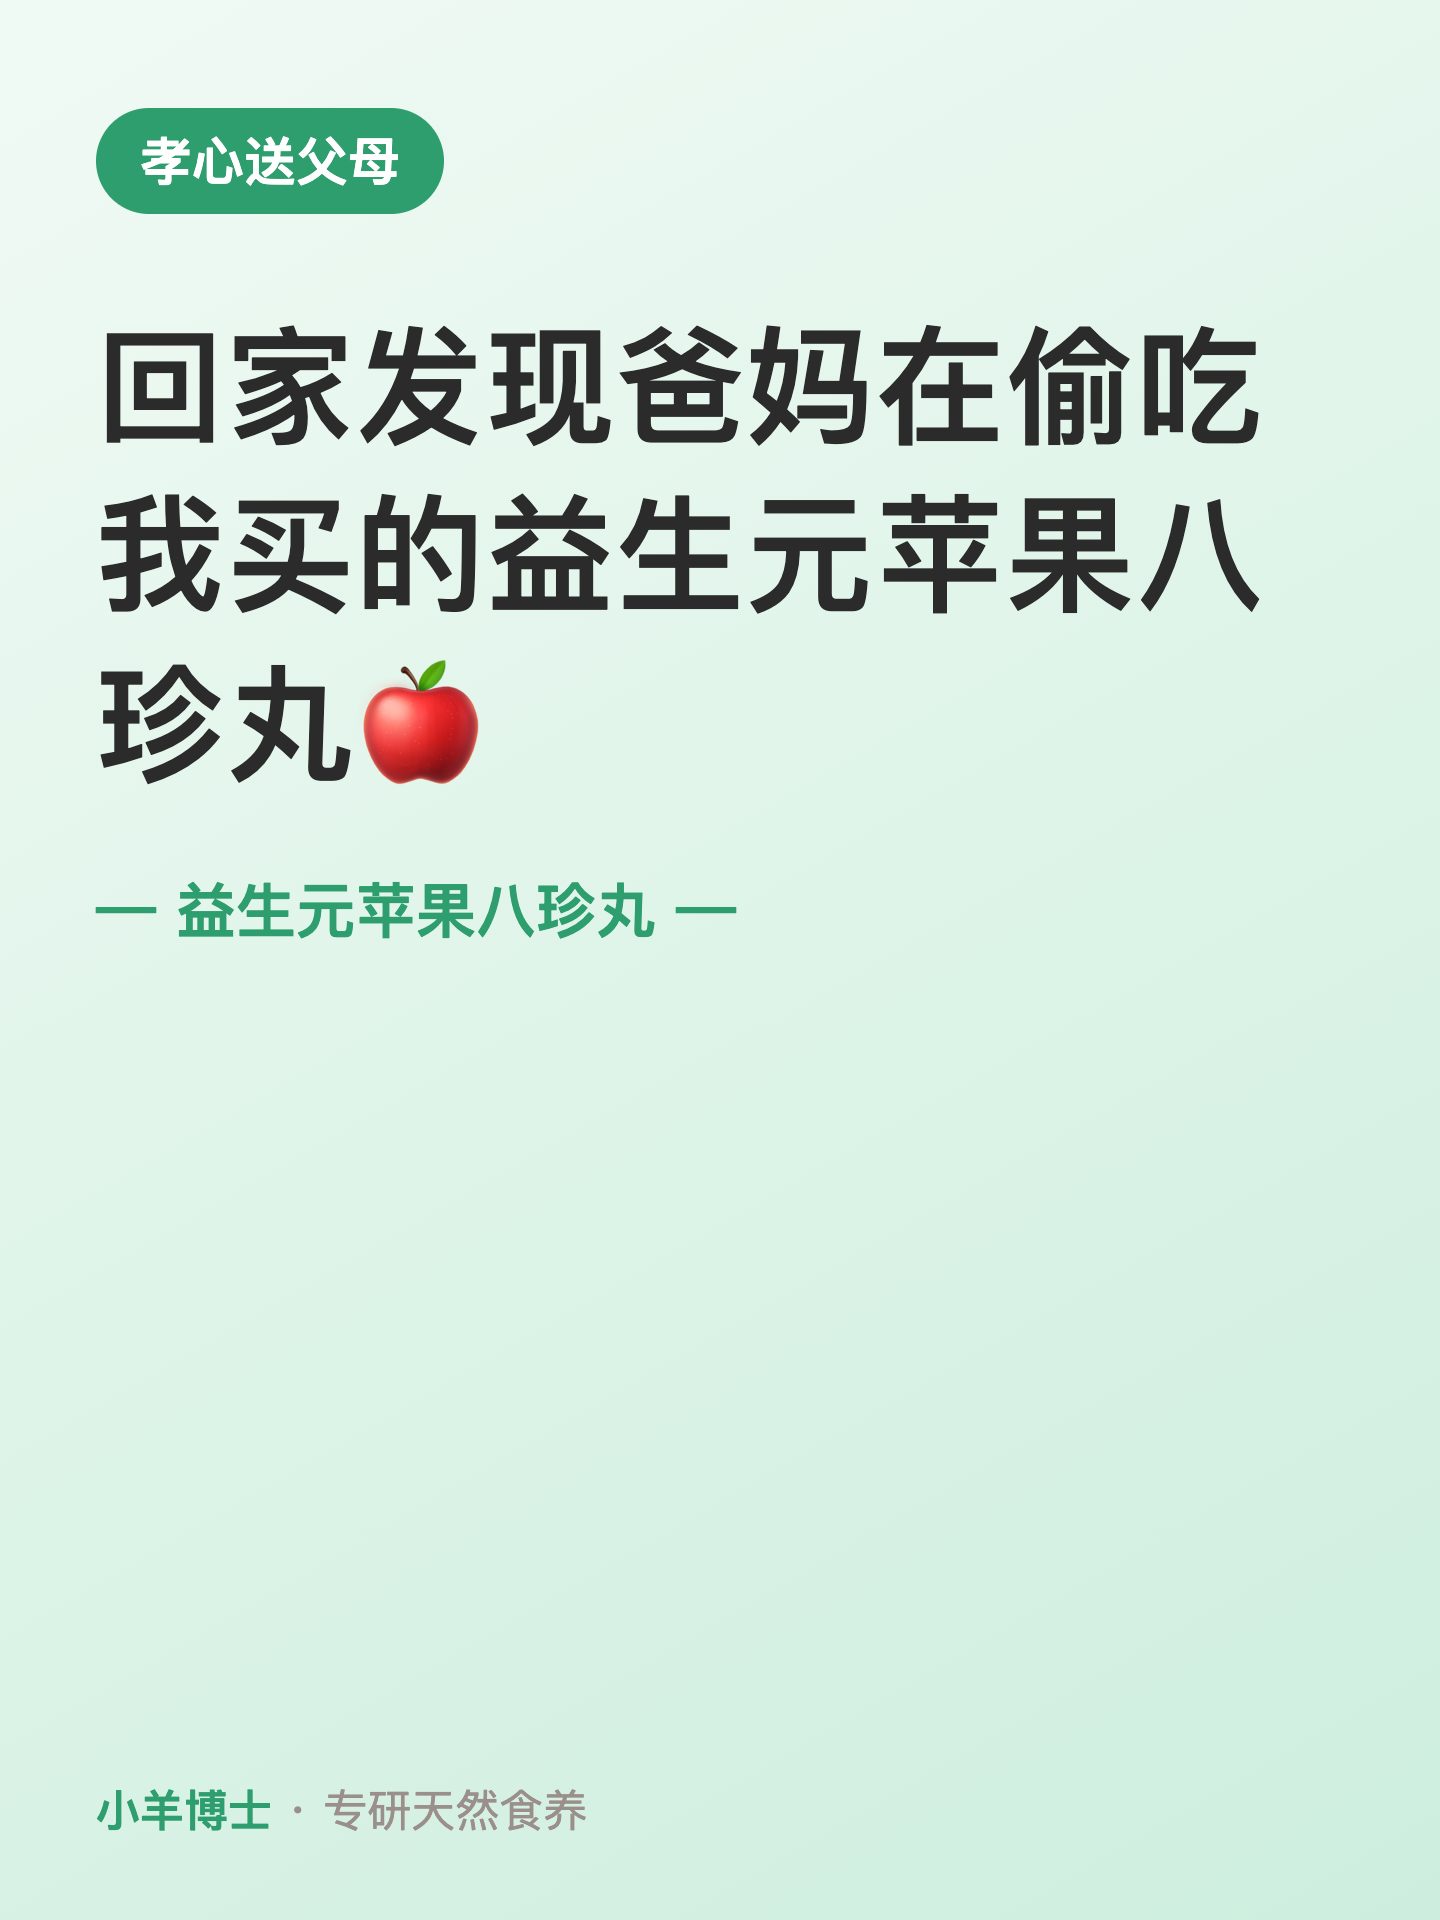 孝心送父母
回家发现爸妈在偷吃
我买的益生元苹果八
珍丸🍎
— 益生元苹果八珍丸 —
小羊博士 · 专研天然食养